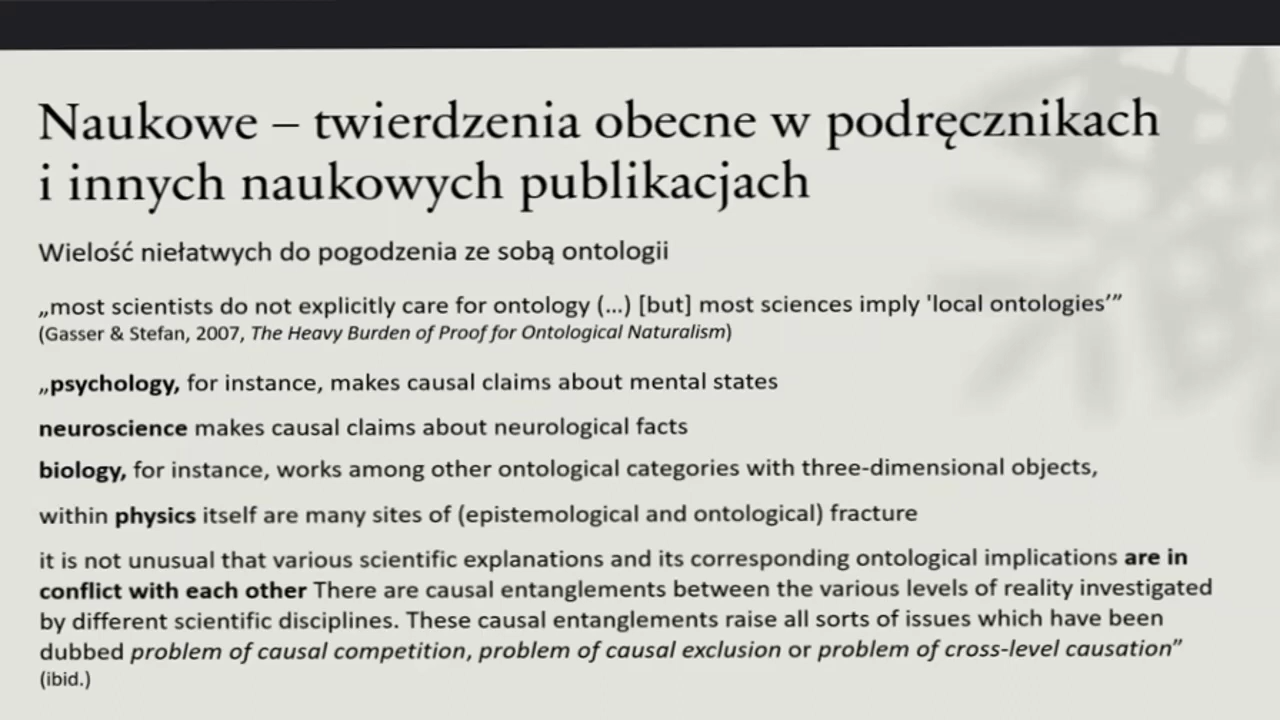 Naukowe – twierdzenia obecne w podręcznikach
i innych naukowych publikacjach
Wielość niełatwych do pogodzenia ze sobą ontologii
„most scientists do not explicitly care for ontology (...) [but] most sciences imply 'local ontologies'”
(Gasser & Stefan, 2007, The Heavy Burden of Proof for Ontological Naturalism)
„psychology, for instance, makes causal claims about mental states
neuroscience makes causal claims about neurological facts
biology, for instance, works among other ontological categories with three-dimensional objects,
within physics itself are many sites of (epistemological and ontological) fracture
it is not unusual that various scientific explanations and its corresponding ontological implications are in
conflict with each other There are causal entanglements between the various levels of reality investigated
by different scientific disciplines. These causal entanglements raise all sorts of issues which have been
dubbed problem of causal competition, problem of causal exclusion or problem of cross-level causation”
(ibid.)